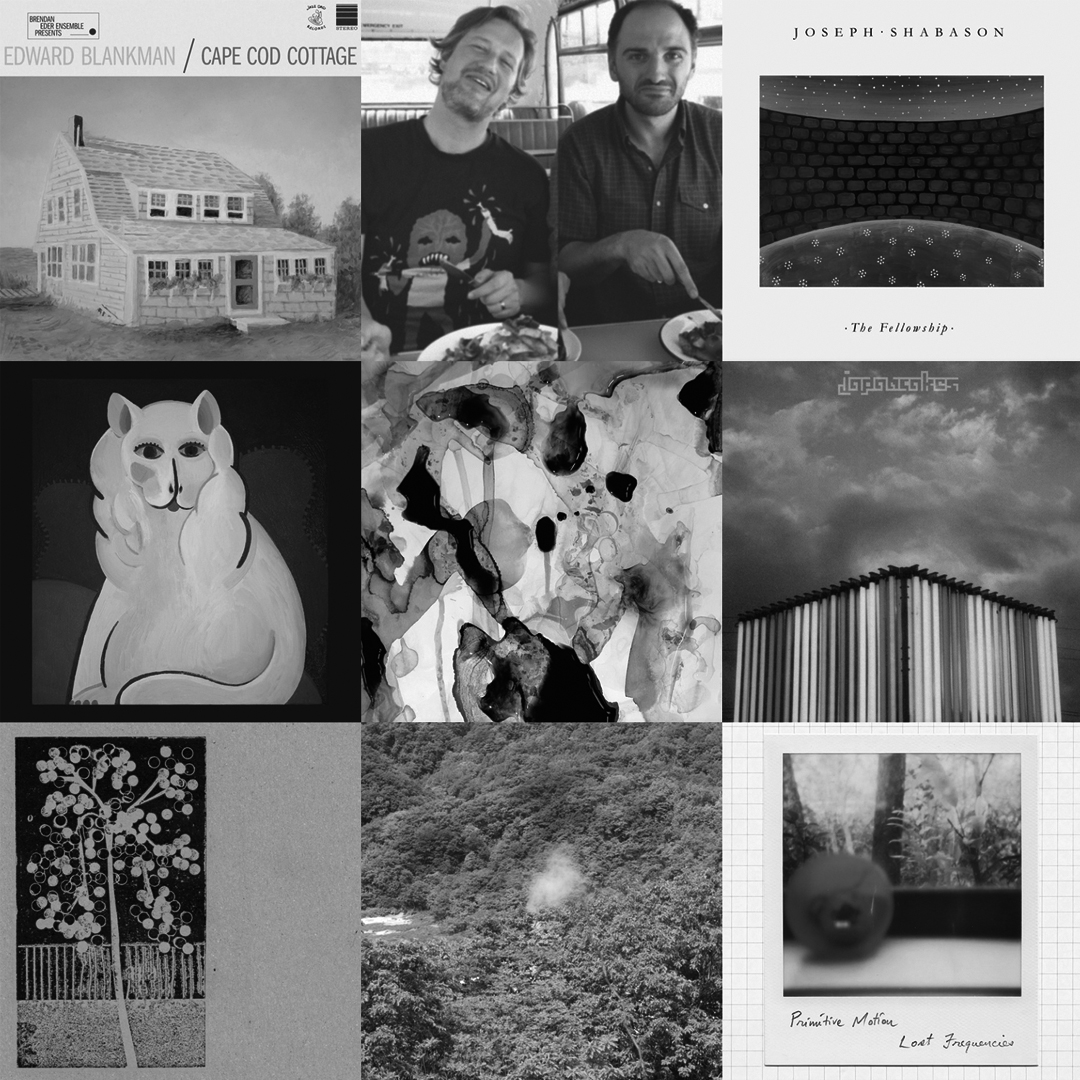 BRENDAN
EDER ENSEMBLE
PRESENTS
STEREO
EDWARD BLANKMAN / CAPE COD COTTAGE
EMERGENCY EXIT
JOSEPH·SHABASON
·The Fellowship·
japancakes
Primitive Motion
Lost Frequencies